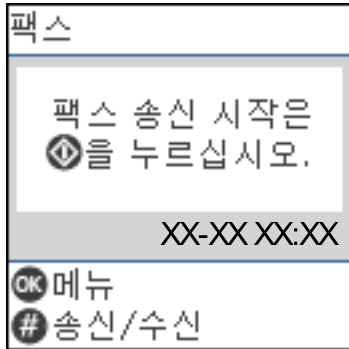 팩스
팩스 송신 시작은
을 누르십시오.
XX-XX XX:XX
OK 메뉴
# 송신/수신